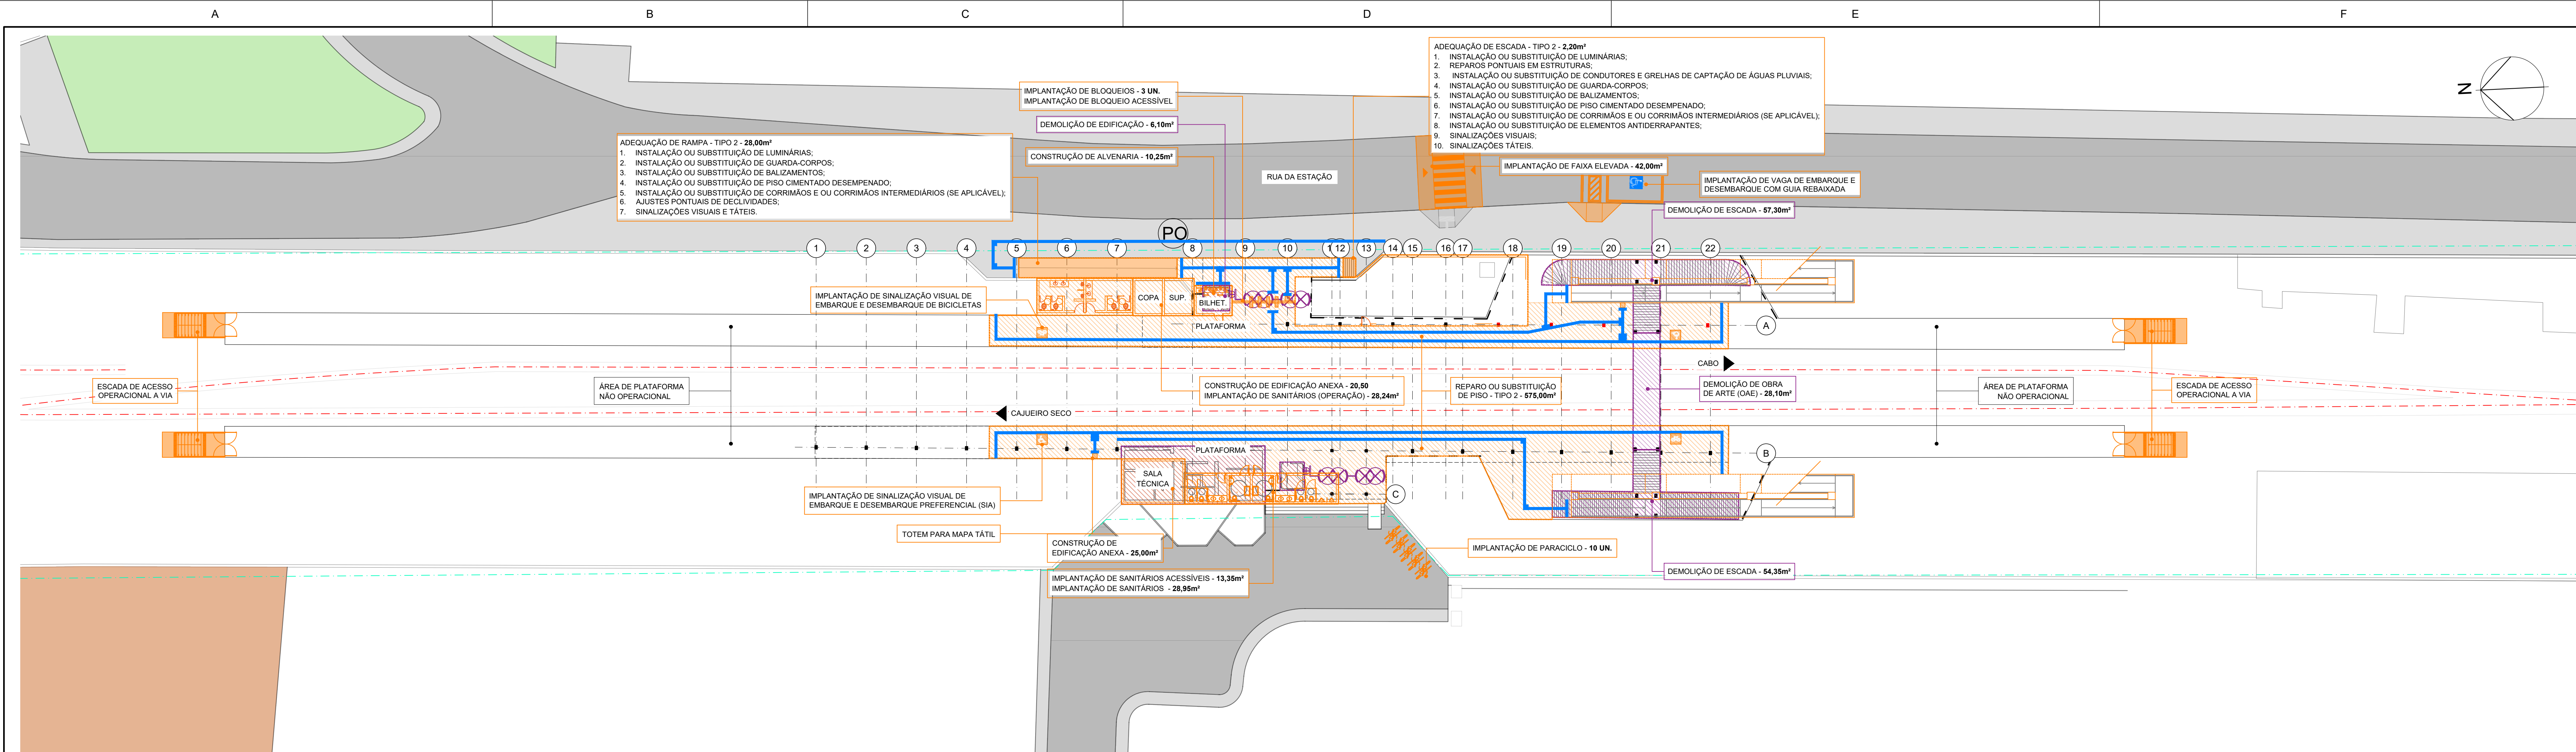 A
B
C
D
E
F
ADEQUAÇÃO DE ESCADA - TIPO 2 - 2,20m²
1. INSTALAÇÃO OU SUBSTITUIÇÃO DE LUMINÁRIAS;
2. REPAROS PONTUAIS EM ESTRUTURAS;
3. INSTALAÇÃO OU SUBSTITUIÇÃO DE CONDUTORES E GRELHAS DE CAPTAÇÃO DE ÁGUAS PLUVIAIS;
4. INSTALAÇÃO OU SUBSTITUIÇÃO DE GUARDA-CORPOS;
5. INSTALAÇÃO OU SUBSTITUIÇÃO DE BALIZAMENTOS;
6. INSTALAÇÃO OU SUBSTITUIÇÃO DE PISO CIMENTADO DESEMPENADO;
7. INSTALAÇÃO OU SUBSTITUIÇÃO DE CORRIMÃOS E OU CORRIMÃOS INTERMEDIÁRIOS (SE APLICÁVEL);
8. INSTALAÇÃO OU SUBSTITUIÇÃO DE ELEMENTOS ANTIDERRAPANTES;
9. SINALIZAÇÕES VISUAIS;
10. SINALIZAÇÕES TÁTEIS.
N
IMPLANTAÇÃO DE BLOQUEIOS - 3 UN.
IMPLANTAÇÃO DE BLOQUEIO ACESSÍVEL
DEMOLIÇÃO DE EDIFICAÇÃO - 6,10m²
CONSTRUÇÃO DE ALVENARIA - 10,25m²
ADEQUAÇÃO DE RAMPA - TIPO 2 - 28,00m²
1. INSTALAÇÃO OU SUBSTITUIÇÃO DE LUMINÁRIAS;
2. INSTALAÇÃO OU SUBSTITUIÇÃO DE GUARDA-CORPOS;
3. INSTALAÇÃO OU SUBSTITUIÇÃO DE BALIZAMENTOS;
4. INSTALAÇÃO OU SUBSTITUIÇÃO DE PISO CIMENTADO DESEMPENADO;
5. INSTALAÇÃO OU SUBSTITUIÇÃO DE CORRIMÃOS E OU CORRIMÃOS INTERMEDIÁRIOS (SE APLICÁVEL);
6. AJUSTES PONTUAIS DE DECLIVIDADES;
7. SINALIZAÇÕES VISUAIS E TÁTEIS.
RUA DA ESTAÇÃO
IMPLANTAÇÃO DE FAIXA ELEVADA - 42,00m²
IMPLANTAÇÃO DE VAGA DE EMBARQUE E
DESEMBARQUE COM GUIA REBAIXADA
DEMOLIÇÃO DE ESCADA - 57,30m²
PO
1
2
3
4
5
6
7
8
9
10
12
13
14
15
16
17
18
19
20
21
22
IMPLANTAÇÃO DE SINALIZAÇÃO VISUAL DE
EMBARQUE E DESEMBARQUE DE BICICLETAS
COPA
SUP.
BILHET.
PLATAFORMA
A
CABO
ESCADA DE ACESSO
OPERACIONAL A VIA
ÁREA DE PLATAFORMA
NÃO OPERACIONAL
CONSTRUÇÃO DE EDIFICAÇÃO ANEXA - 20,50
IMPLANTAÇÃO DE SANITÁRIOS (OPERAÇÃO) - 28,24m²
REPARO OU SUBSTITUIÇÃO
DE PISO - TIPO 2 - 575,00m²
DEMOLIÇÃO DE OBRA
DE ARTE (OAE) - 28,10m²
ÁREA DE PLATAFORMA
NÃO OPERACIONAL
ESCADA DE ACESSO
OPERACIONAL A VIA
CAJUEIRO SECO
PLATAFORMA
B
SALA
TÉCNICA
C
IMPLANTAÇÃO DE SINALIZAÇÃO VISUAL DE
EMBARQUE E DESEMBARQUE PREFERENCIAL (SIA)
TOTEM PARA MAPA TÁTIL
CONSTRUÇÃO DE
EDIFICAÇÃO ANEXA - 25,00m²
IMPLANTAÇÃO DE PARACICLO - 10 UN.
DEMOLIÇÃO DE ESCADA - 54,35m²
IMPLANTAÇÃO DE SANITÁRIOS ACESSÍVEIS - 13,35m²
IMPLANTAÇÃO DE SANITÁRIOS - 28,95m²